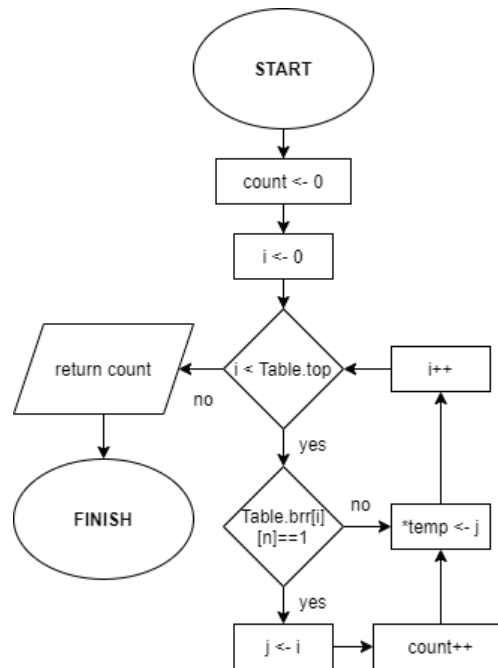 START
count <- 0
i <- 0
i < Table.top
return count
no
i++
yes
FINISH
Table.brr[i]
[n]==1
no
*temp <- j
yes
j <- i
count++